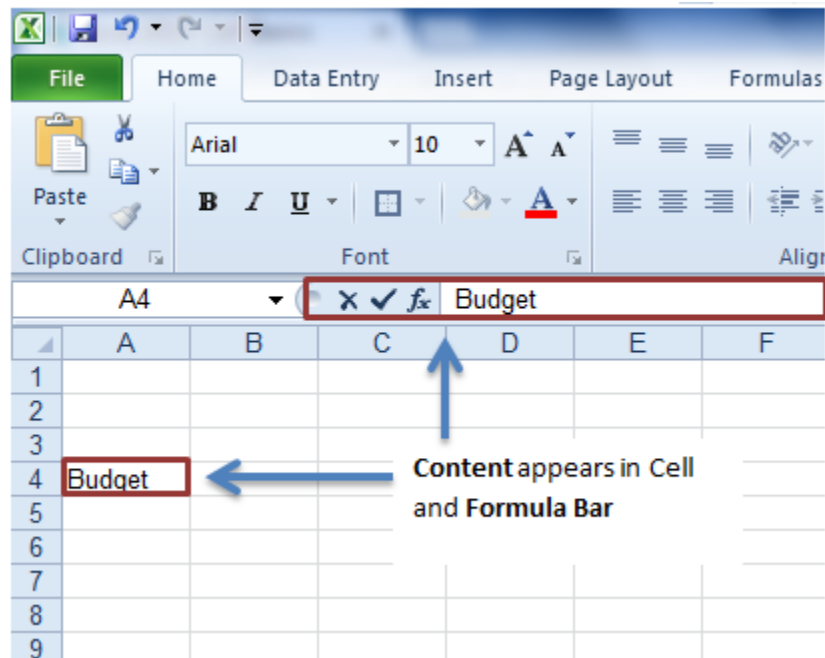 File Home Data Entry Insert Page Layout Formulas
Arial 10 A A
Paste
B I U A
Clipboard Font Align
A4 fx Budget
A B C D E F
1
2
3
4 Budget
Content appears in Cell
and Formula Bar
5
6
7
8
9